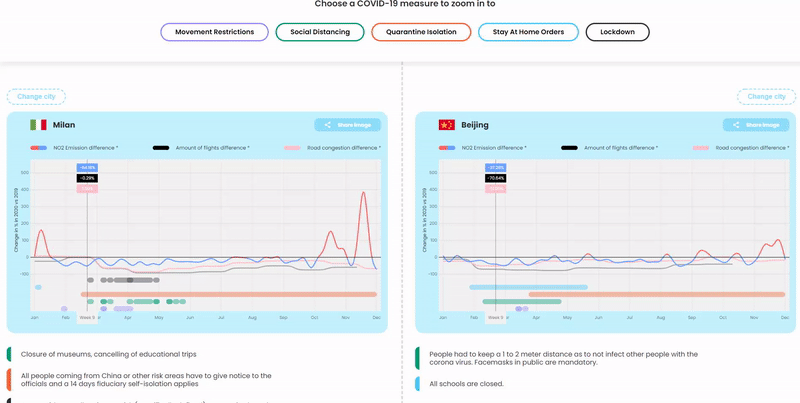 Choose a COVID-19 measure to zoom in to
Movement Restrictions
Social Distancing
Quarantine Isolation
Stay At Home Orders
Lockdown
Change city
Milan
Share image
NO2 Emission difference *
Amount of flights difference *
Road congestion difference *
-0.29%
Change in % in 2020 vs 2019
500
400
300
200
100
0
-100
Jan
Feb
Week 9
Apr
May
Jun
Jul
Aug
Sep
Oct
Nov
Dec
Closure of museums, cancelling of educational trips
All people coming from China or other risk areas have to give notice to the
officials and a 14 days fiduciary self-isolation applies
Change city
Beijing
Share image
NO2 Emission difference *
Amount of flights difference *
Road congestion difference *
-70.64%
Change in % in 2020 vs 2019
500
400
300
200
100
0
-100
Jan
Feb
Week 9
Apr
May
Jun
Jul
Aug
Sep
Oct
Nov
Dec
People had to keep a 1 to 2 meter distance as to not infect other people with the
corona virus. Facemasks in public are mandatory.
All schools are closed.